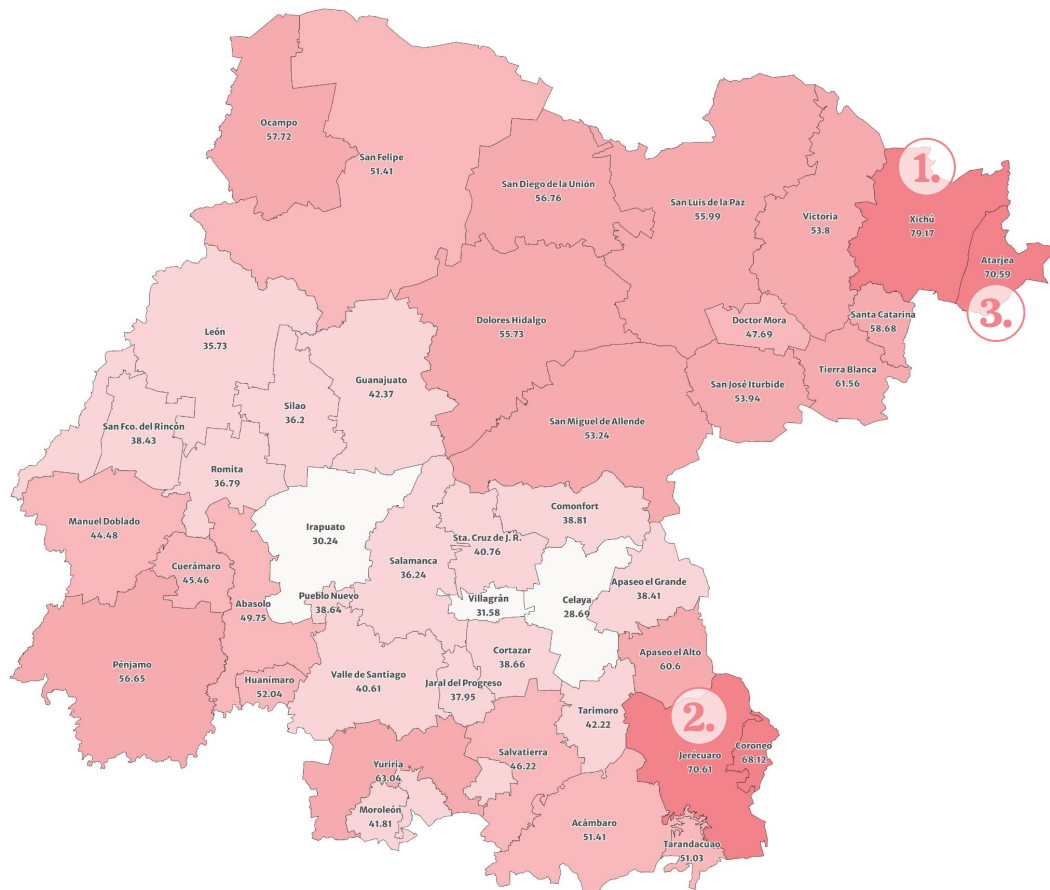 Ocampo
57.72
San Felipe
51.41
San Diego de la Unión
56.76
San Luis de la Paz
55.99
Victoria
53.8
1.
Xichú
79.17
Atarjea
70.59
3.
Santa Catarina
58.68
Doctor Mora
47.69
Tierra Blanca
61.56
San José Iturbide
53.94
Dolores Hidalgo
55.73
San Miguel de Allende
53.24
León
35.73
Guanajuato
42.37
Silao
36.2
San Fco. del Rincón
38.43
Romita
36.79
Manuel Doblado
44.48
Cuerámaro
45.46
Irapuato
30.24
Abasolo
49.75
Pueblo Nuevo
38.64
Salamanca
36.24
Sta. Cruz de J. R.
40.76
Comonfort
38.81
Villagrán
31.58
Celaya
28.69
Apaseo el Grande
38.41
Apaseo el Alto
60.6
Pénjamo
56.65
Huanímaro
52.04
Valle de Santiago
40.61
Jaral del Progreso
37.95
Cortazar
38.66
Tarimoro
42.22
2.
Jerécuaro
70.61
Coroneo
68.12
Yuriria
63.04
Salvatierra
46.22
Moroleón
41.81
Acámbaro
51.41
Tarandacuao
51.03